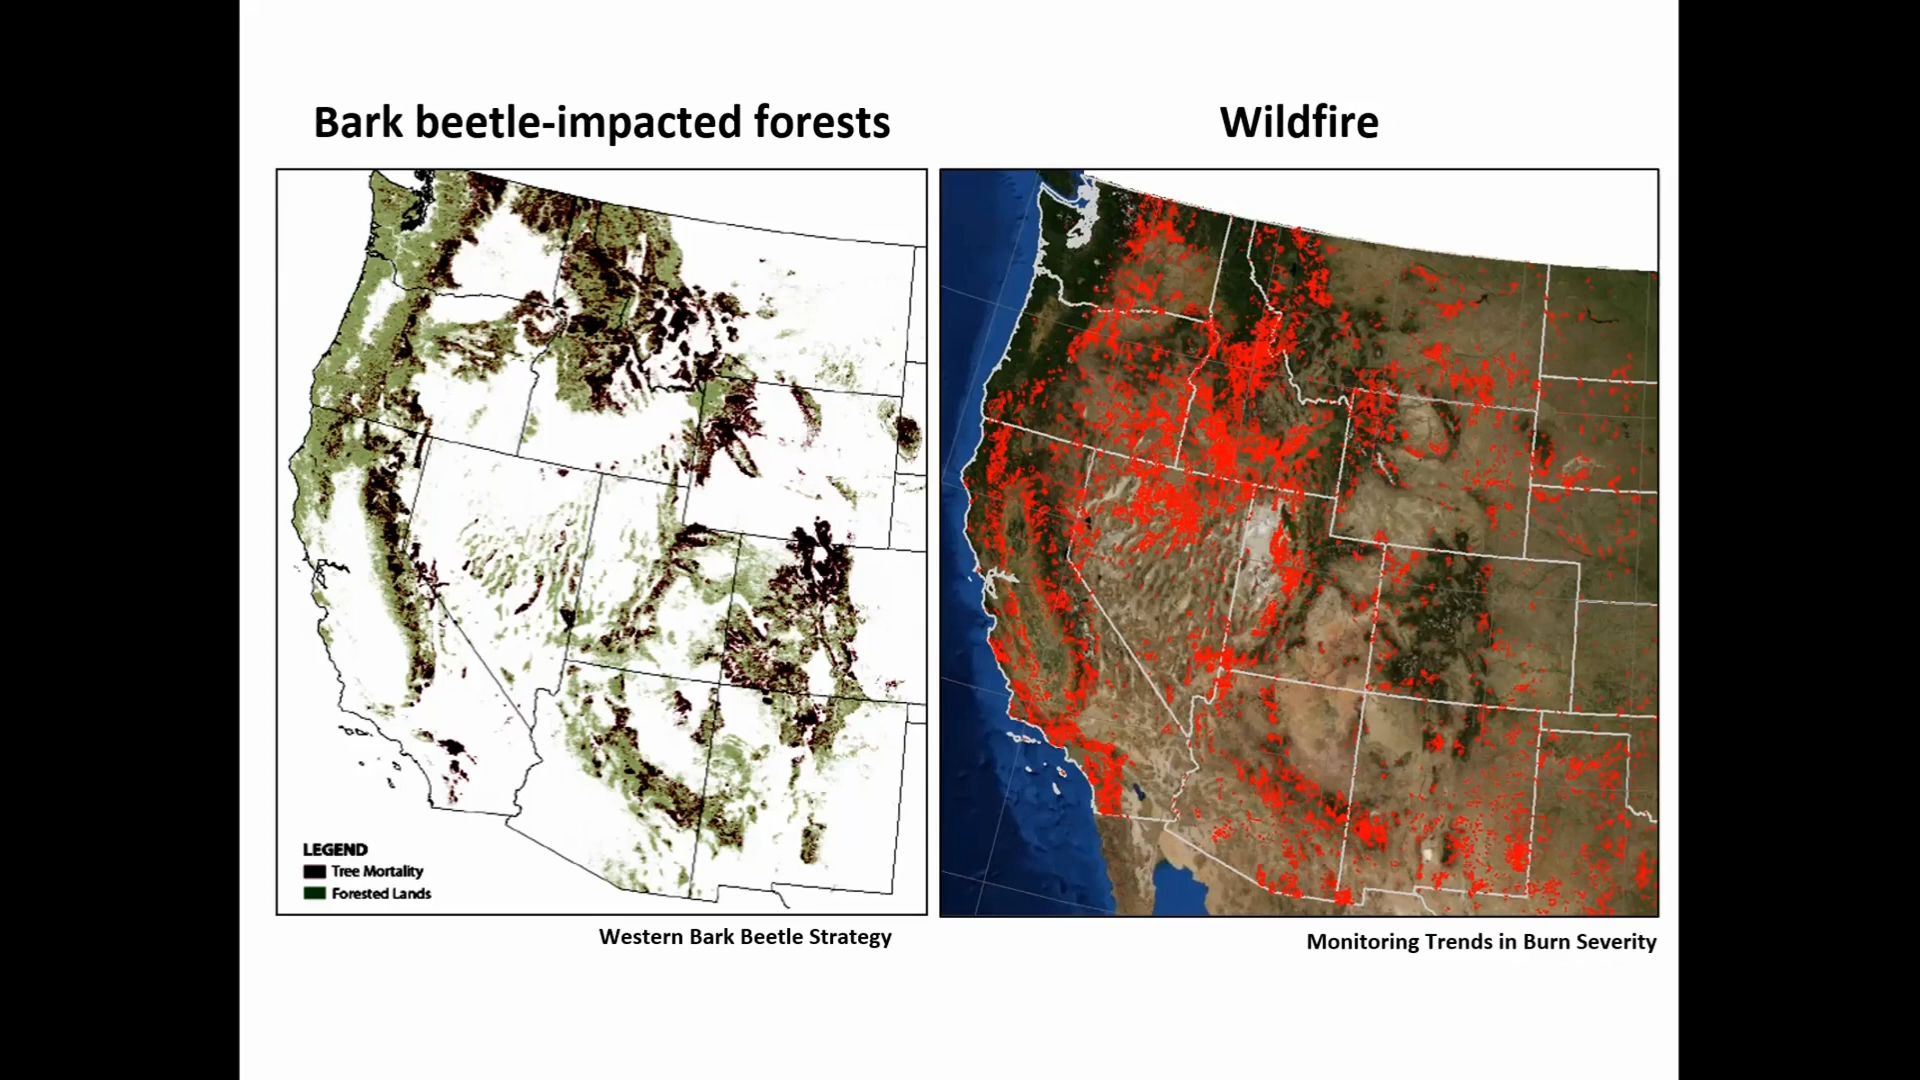 Bark beetle-impacted forests
Wildfire
LEGEND
Tree Mortality
Forested Lands
Western Bark Beetle Strategy
Monitoring Trends in Burn Severity